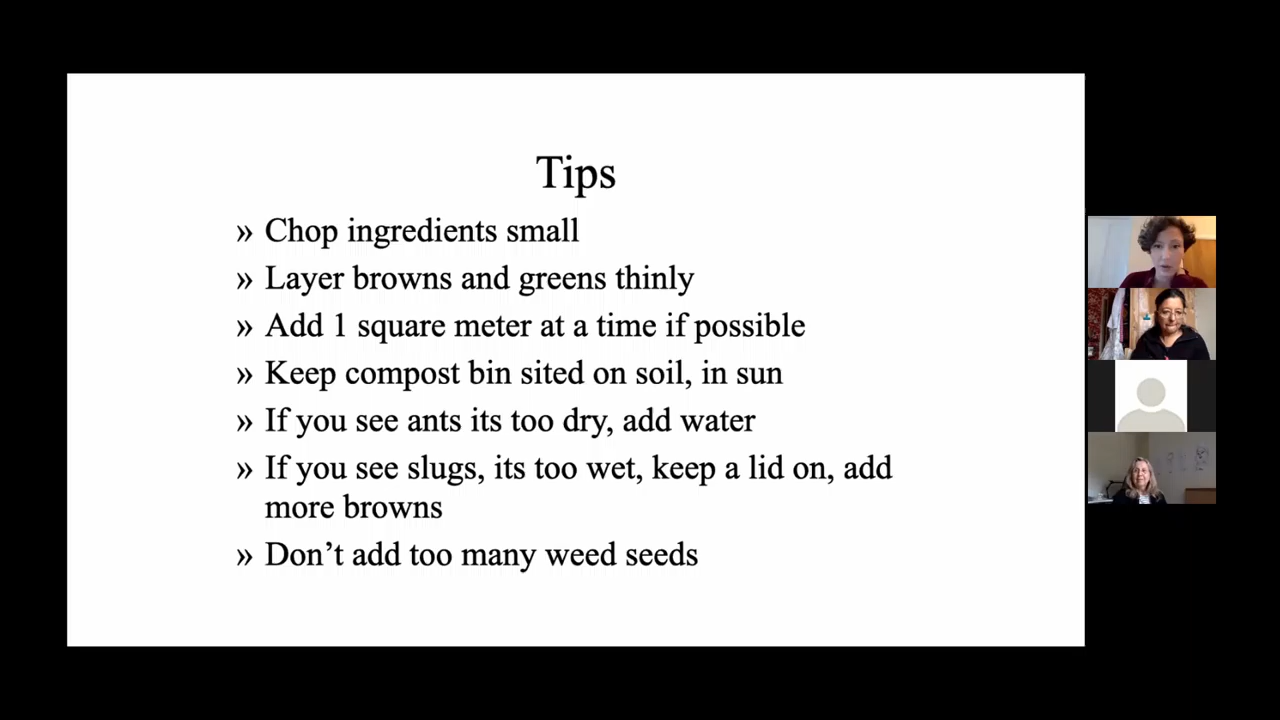 Tips
» Chop ingredients small
» Layer browns and greens thinly
» Add 1 square meter at a time if possible
» Keep compost bin sited on soil, in sun
» If you see ants its too dry, add water
» If you see slugs, its too wet, keep a lid on, add
more browns
» Don’t add too many weed seeds